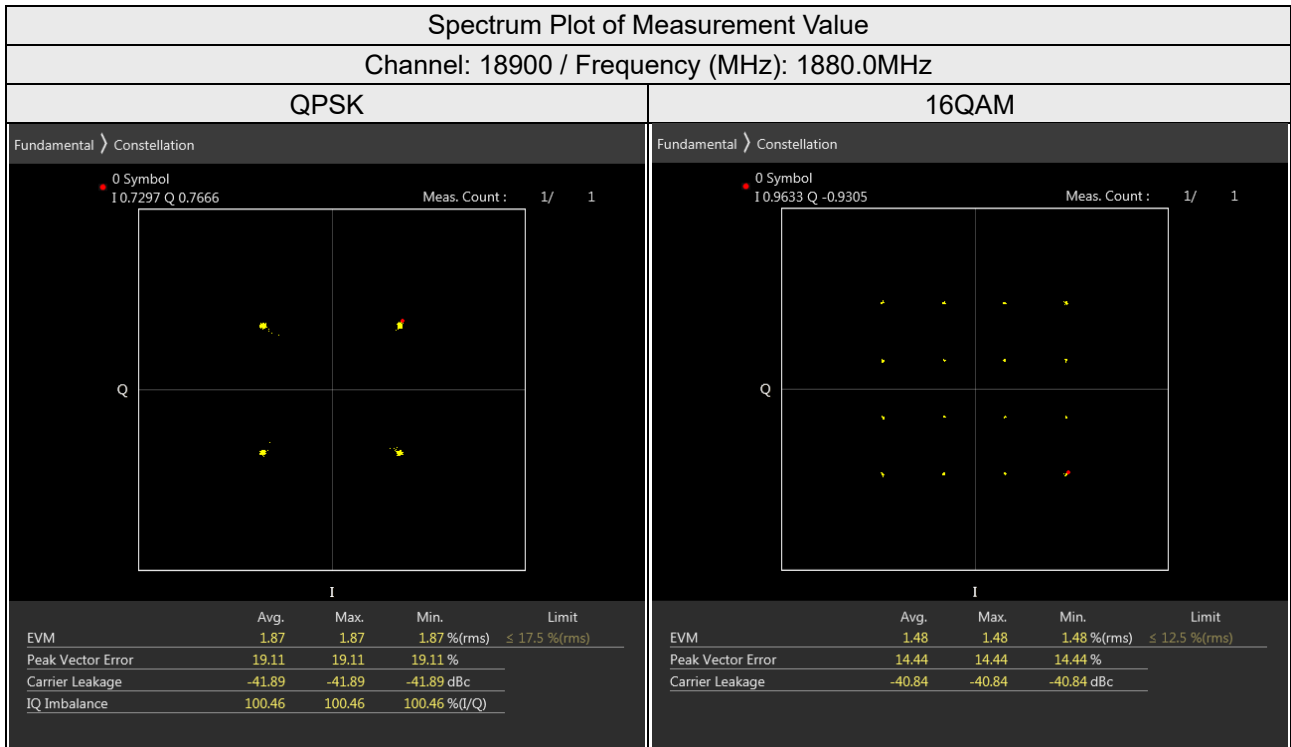 Spectrum Plot of Measurement Value
Channel: 18900 / Frequency (MHz): 1880.0MHz
QPSK
Fundamental 〉 Constellation
0 Symbol
I 0.7297 Q 0.7666 Meas. Count : 1/ 1
Q
I
Avg. Max. Min. Limit
EVM 1.87 1.87 1.87 %(rms) ≤ 17.5 %(rms)
Peak Vector Error 19.11 19.11 19.11 %
Carrier Leakage -41.89 -41.89 -41.89 dBc
IQ Imbalance 100.46 100.46 100.46 %(I/Q)
16QAM
Fundamental 〉 Constellation
0 Symbol
I 0.9633 Q -0.9305 Meas. Count : 1/ 1
Q
I
Avg. Max. Min. Limit
EVM 1.48 1.48 1.48 %(rms) ≤ 12.5 %(rms)
Peak Vector Error 14.44 14.44 14.44 %
Carrier Leakage -40.84 -40.84 -40.84 dBc